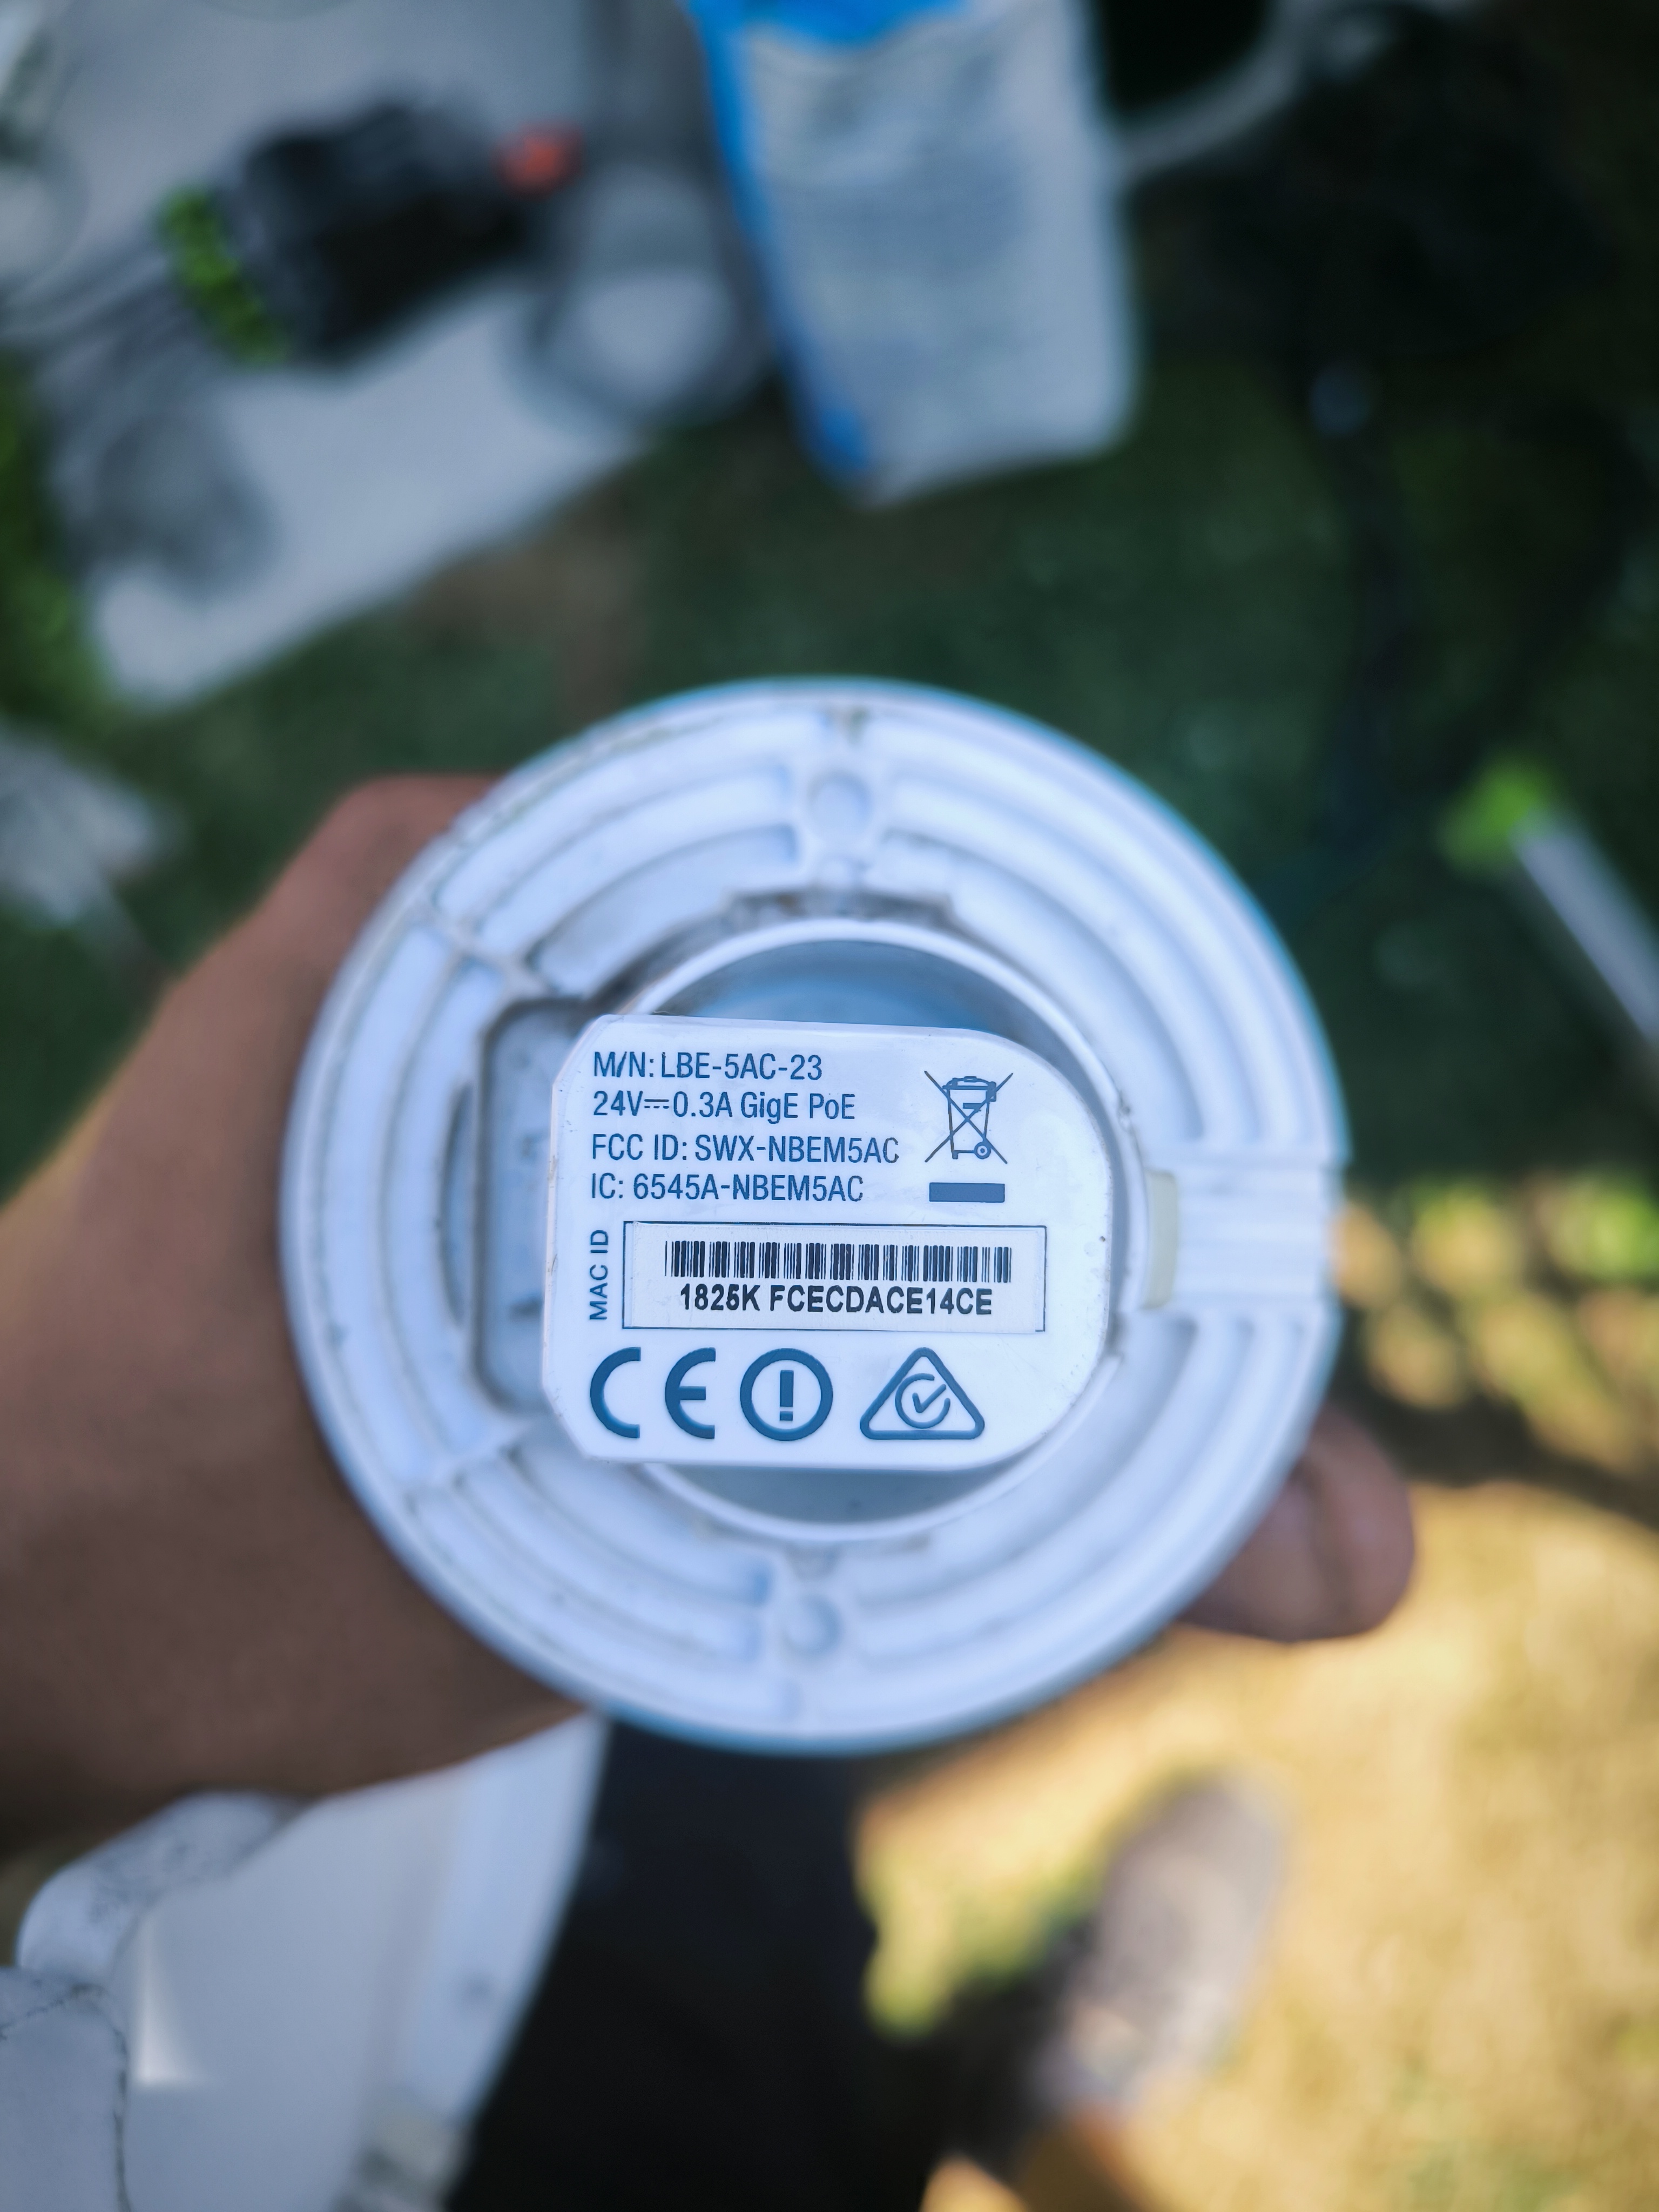 M/N: LBE-5AC-23
24V⎓0.3A GigE PoE
FCC ID: SWX-NBEM5AC
IC: 6545A-NBEM5AC
MAC ID
1825K FCECDACE14CE
CE